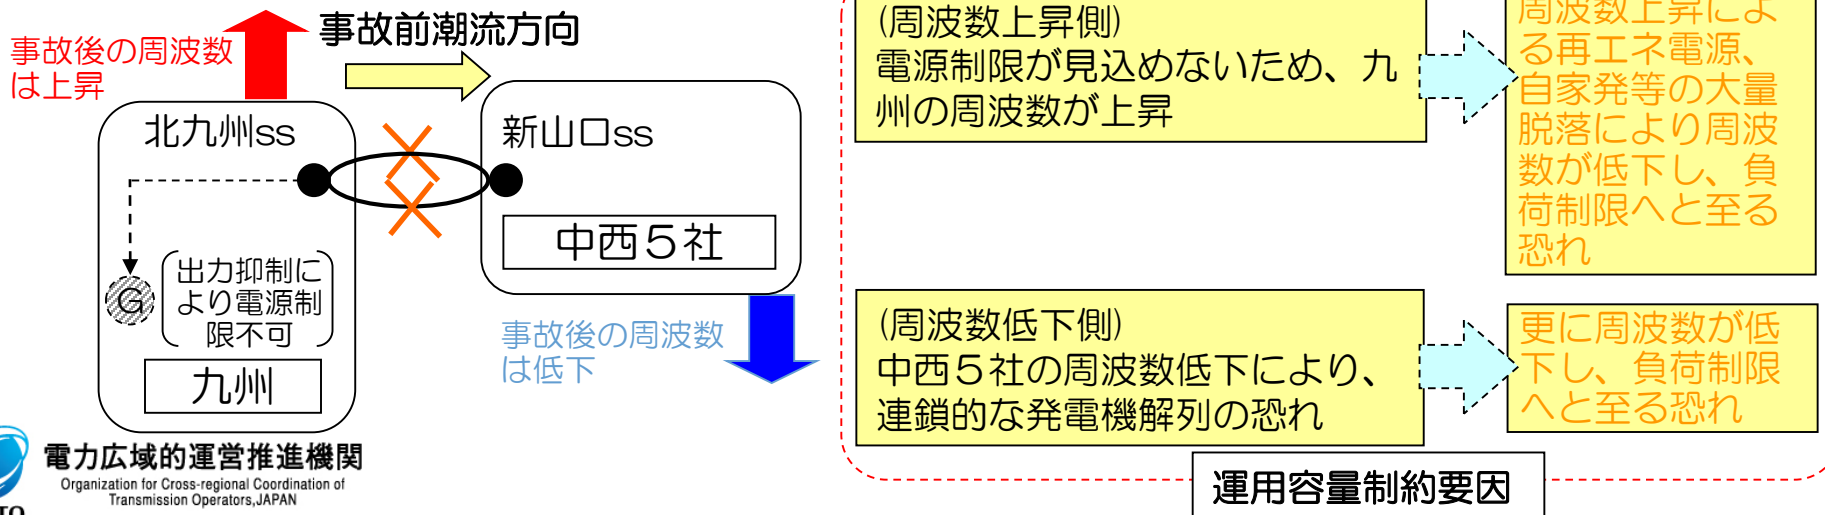 事故前潮流方向
事故後の周波数
は上昇
北九州ss
新山口ss
中西５社
G
出力抑制に
より電源制
限不可
九州
事故後の周波数
は低下
(周波数上昇側)
電源制限が見込めないため、九
州の周波数が上昇
周波数上昇によ
る再エネ電源、
自家発等の大量
脱落により周波
数が低下し、負
荷制限へと至る
恐れ
(周波数低下側)
中西５社の周波数低下により、
連鎖的な発電機解列の恐れ
更に周波数が低
下し、負荷制限
へと至る恐れ
運用容量制約要因
電力広域的運営推進機関
Organization for Cross-regional Coordination of
Transmission Operators,JAPAN